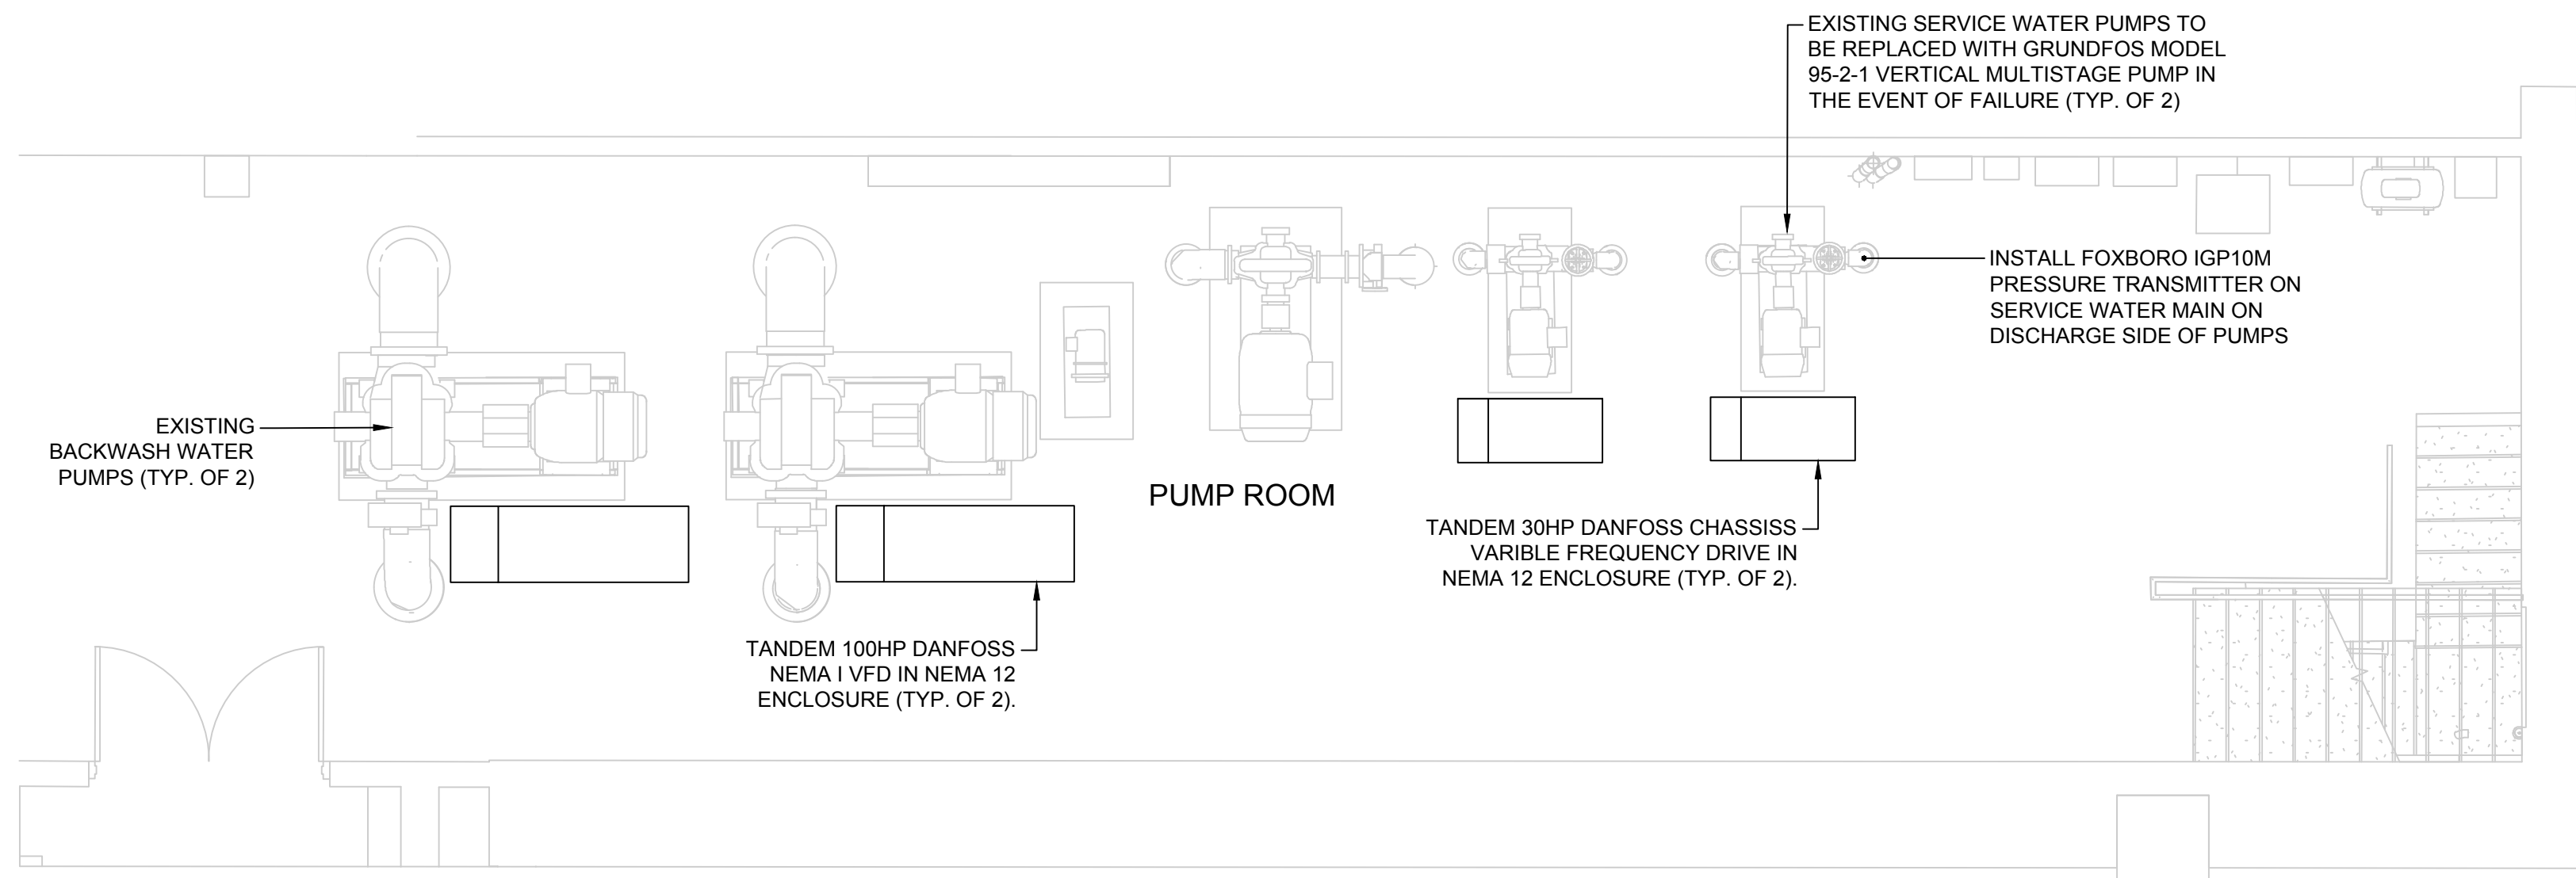 EXISTING SERVICE WATER PUMPS TO
BE REPLACED WITH GRUNDFOS MODEL
95-2-1 VERTICAL MULTISTAGE PUMP IN
THE EVENT OF FAILURE (TYP. OF 2)
INSTALL FOXBORO IGP10M
PRESSURE TRANSMITTER ON
SERVICE WATER MAIN ON
DISCHARGE SIDE OF PUMPS
EXISTING
BACKWASH WATER
PUMPS (TYP. OF 2)
PUMP ROOM
TANDEM 30HP DANFOSS CHASSISS
VARIBLE FREQUENCY DRIVE IN
NEMA 12 ENCLOSURE (TYP. OF 2).
TANDEM 100HP DANFOSS
NEMA I VFD IN NEMA 12
ENCLOSURE (TYP. OF 2).